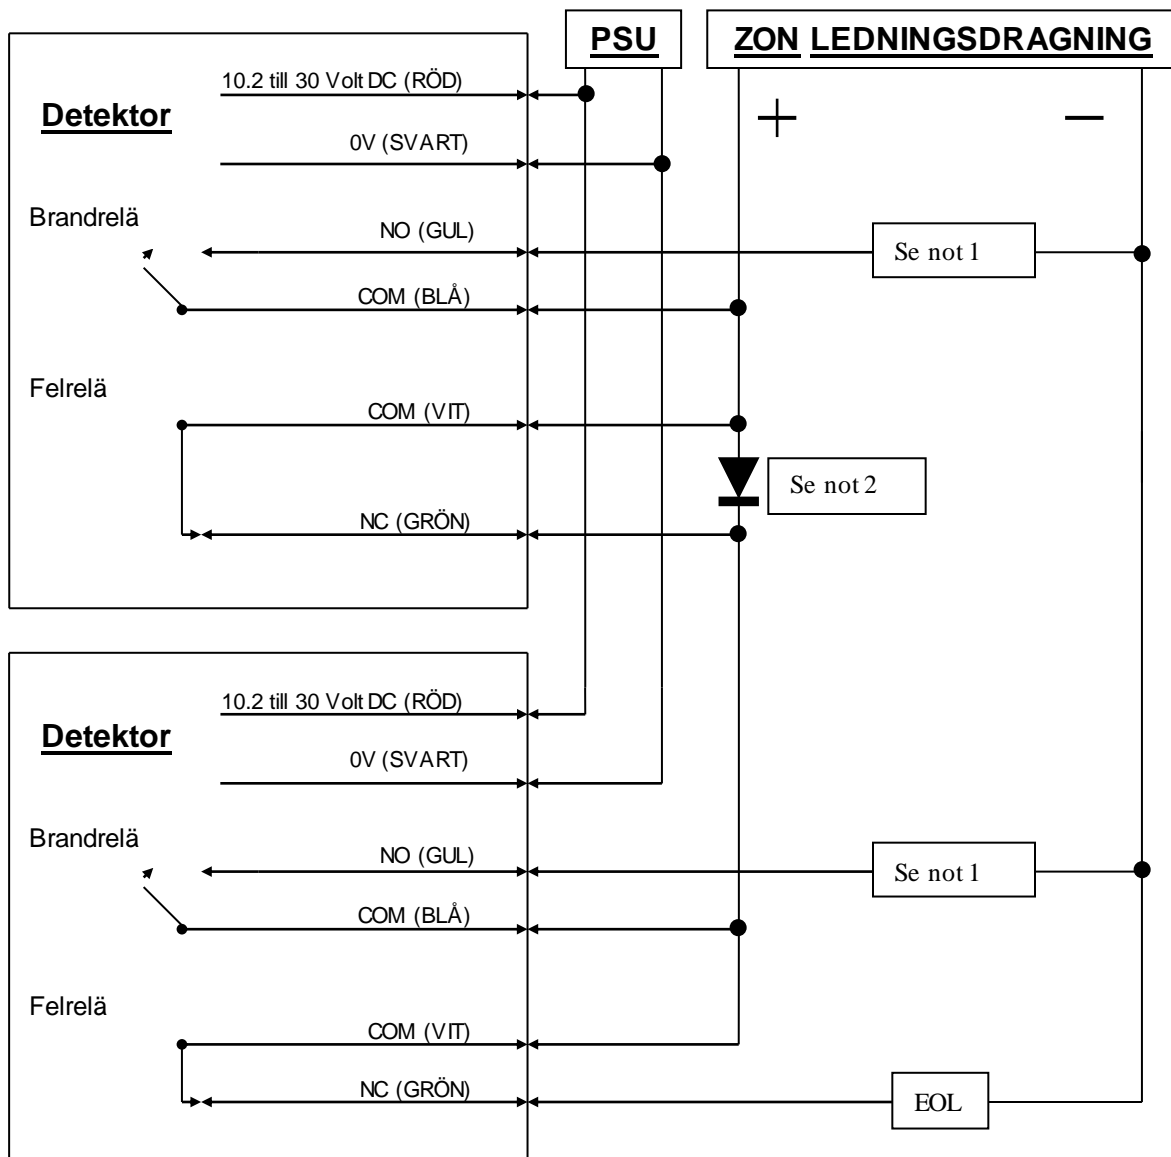 PSU
ZON LEDNINGSDRAGNING
10.2 till 30 Volt DC (RÖD)
Detektor
+
−
0V (SVART)
Brandrelä
NO (GUL)
Se not 1
COM (BLÅ)
Felrelä
COM (VIT)
Se not 2
NC (GRÖN)
10.2 till 30 Volt DC (RÖD)
Detektor
0V (SVART)
Brandrelä
NO (GUL)
Se not 1
COM (BLÅ)
Felrelä
COM (VIT)
NC (GRÖN)
EOL